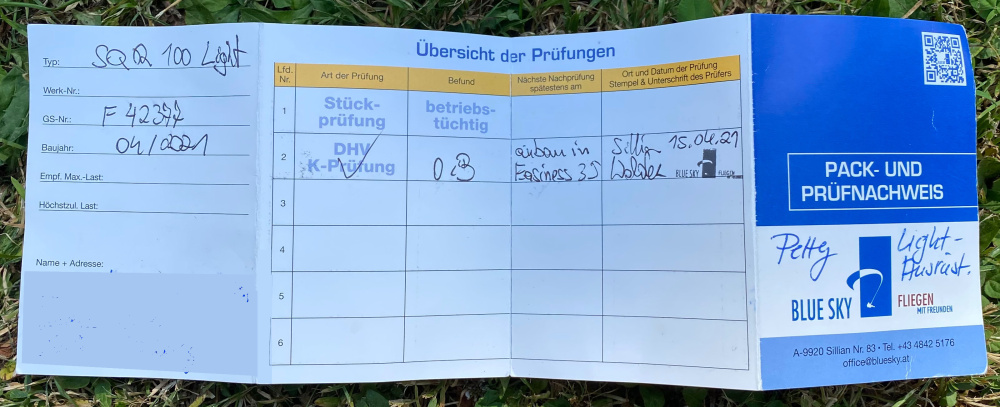 Typ: SQR 100 Light
Werk-Nr.:
GS-Nr.: F 42397
Baujahr: 04/2021
Empf. Max.-Last:
Höchstzul. Last:
Name + Adresse:
Übersicht der Prüfungen
Lfd. Nr.
Art der Prüfung
Befund
Nächste Nachprüfung
spätestens am
Ort und Datum der Prüfung
Stempel & Unterschrift des Prüfers
1
Stück-
prüfung
betriebs-
tüchtig
2
DHV
K-Prüfung
O.B
einbau in
Easiness 3
Sillian 15.04.21
BLUE SKY FLIEGEN
3
4
5
6
PACK- UND
PRÜFNACHWEIS
Petty
Light-
Ausrüst.
BLUE SKY
FLIEGEN
MIT FREUNDEN
A-9920 Sillian Nr. 83 • Tel. +43 4842 5176
office@bluesky.at